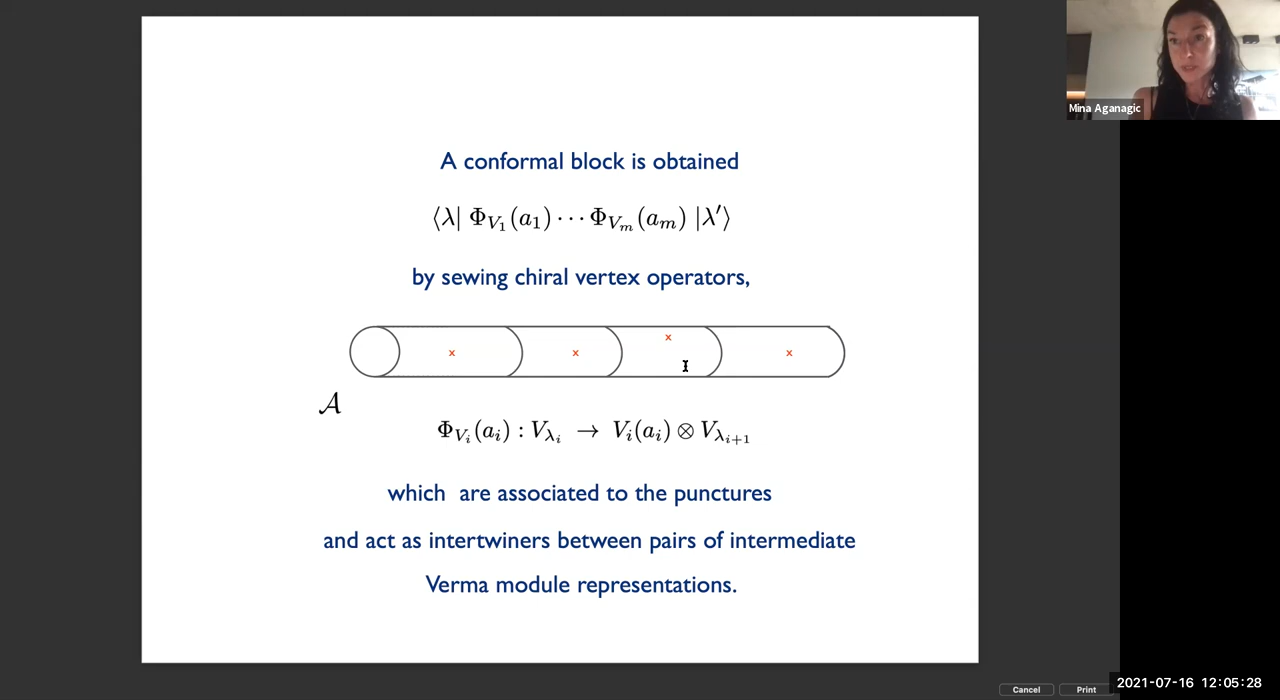 Mina Aganagic
A conformal block is obtained
⟨λ| Φ_{V_1}(a_1) ··· Φ_{V_m}(a_m) |λ′⟩
by sewing chiral vertex operators,
x x x x
𝒜
Φ_{V_i}(a_i) : V_{λ_i} → V_i(a_i) ⊗ V_{λ_{i+1}}
which are associated to the punctures
and act as intertwiners between pairs of intermediate
Verma module representations.
Cancel Print
2021-07-16 12:05:28